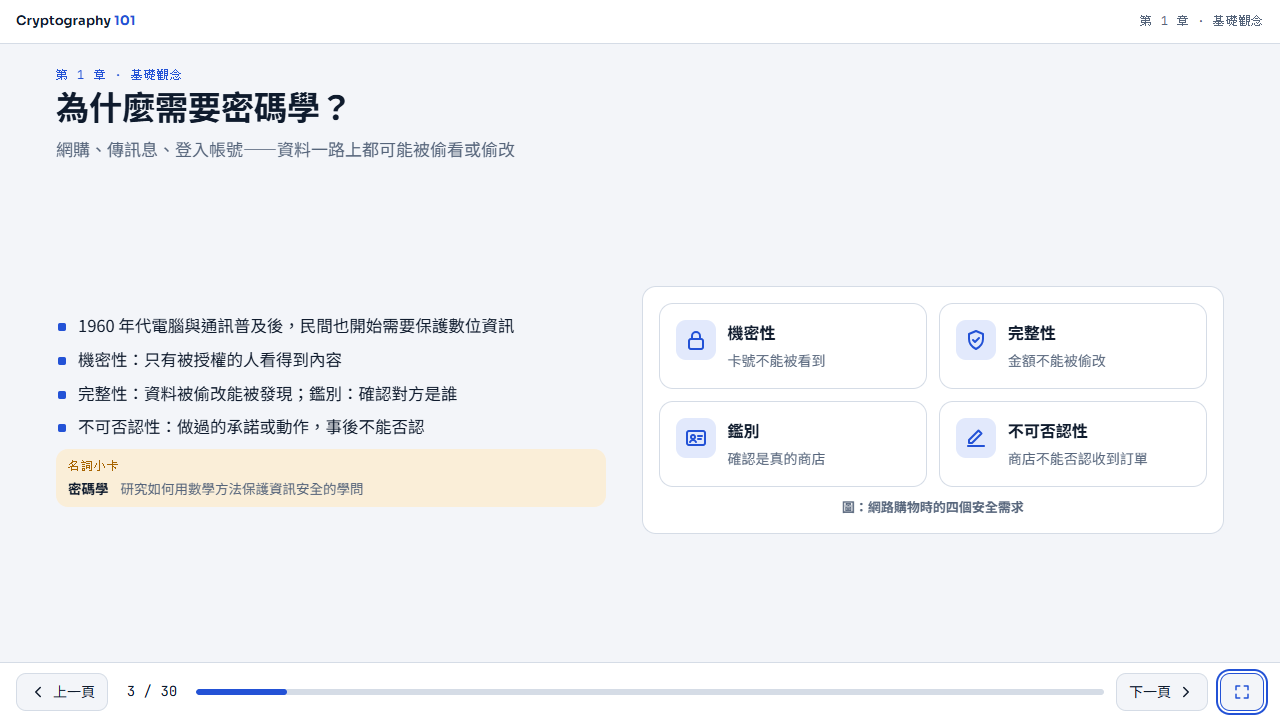 Cryptography 101
第 1 章 · 基礎觀念
第 1 章 · 基礎觀念
為什麼需要密碼學？
網購、傳訊息、登入帳號——資料一路上都可能被偷看或偷改
1960 年代電腦與通訊普及後，民間也開始需要保護數位資訊
機密性：只有被授權的人看得到內容
完整性：資料被偷改能被發現；鑑別：確認對方是誰
不可否認性：做過的承諾或動作，事後不能否認
名詞小卡
密碼學 研究如何用數學方法保護資訊安全的學問
機密性
卡號不能被看到
完整性
金額不能被偷改
鑑別
確認是真的商店
不可否認性
商店不能否認收到訂單
圖：網路購物時的四個安全需求
上一頁
3 / 30
下一頁